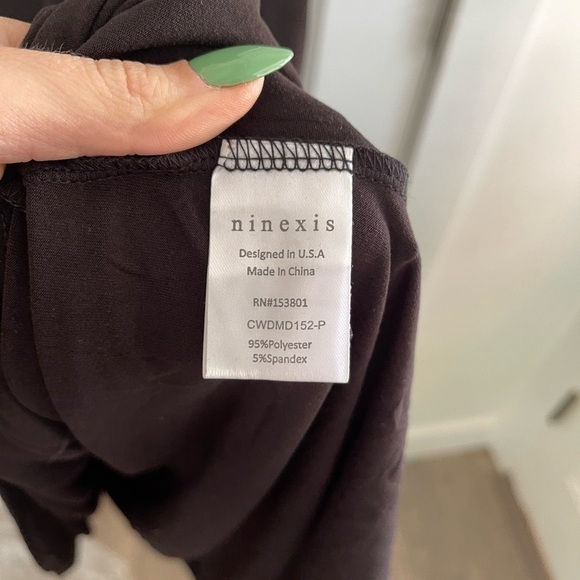 ninexis
Designed in U.S.A
Made in China
RN#153801
CWDMD152-P
95%Polyester
5%Spandex